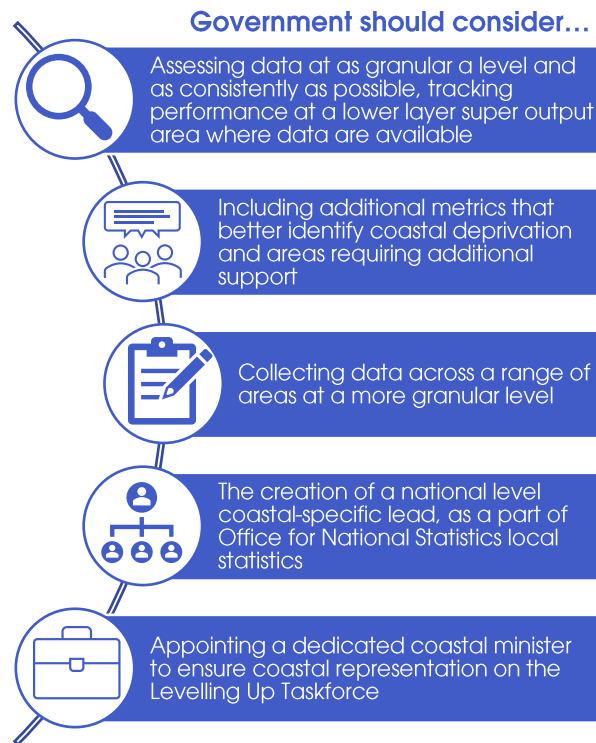 Government should consider…
Assessing data at as granular a level and
as consistently as possible, tracking
performance at a lower layer super output
area where data are available
Including additional metrics that
better identify coastal deprivation
and areas requiring additional
support
Collecting data across a range of
areas at a more granular level
The creation of a national level
coastal-specific lead, as a part of
Office for National Statistics local
statistics
Appointing a dedicated coastal minister
to ensure coastal representation on the
Levelling Up Taskforce